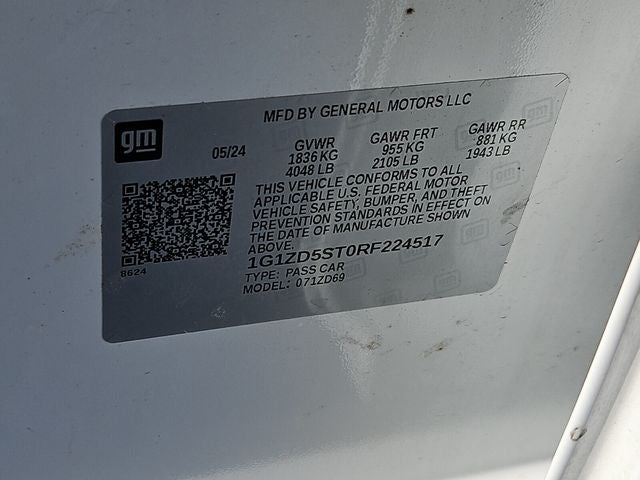 MFD BY GENERAL MOTORS LLC
gm
05/24
GVWR GAWR FRT GAWR RR
1836 KG 955 KG 881 KG
4048 LB 2105 LB 1943 LB
THIS VEHICLE CONFORMS TO ALL
APPLICABLE U.S. FEDERAL MOTOR
VEHICLE SAFETY, BUMPER, AND THEFT
PREVENTION STANDARDS IN EFFECT ON
THE DATE OF MANUFACTURE SHOWN
ABOVE.
1G1ZD5ST0RF224517
TYPE: PASS CAR
MODEL: 071ZD69
8624